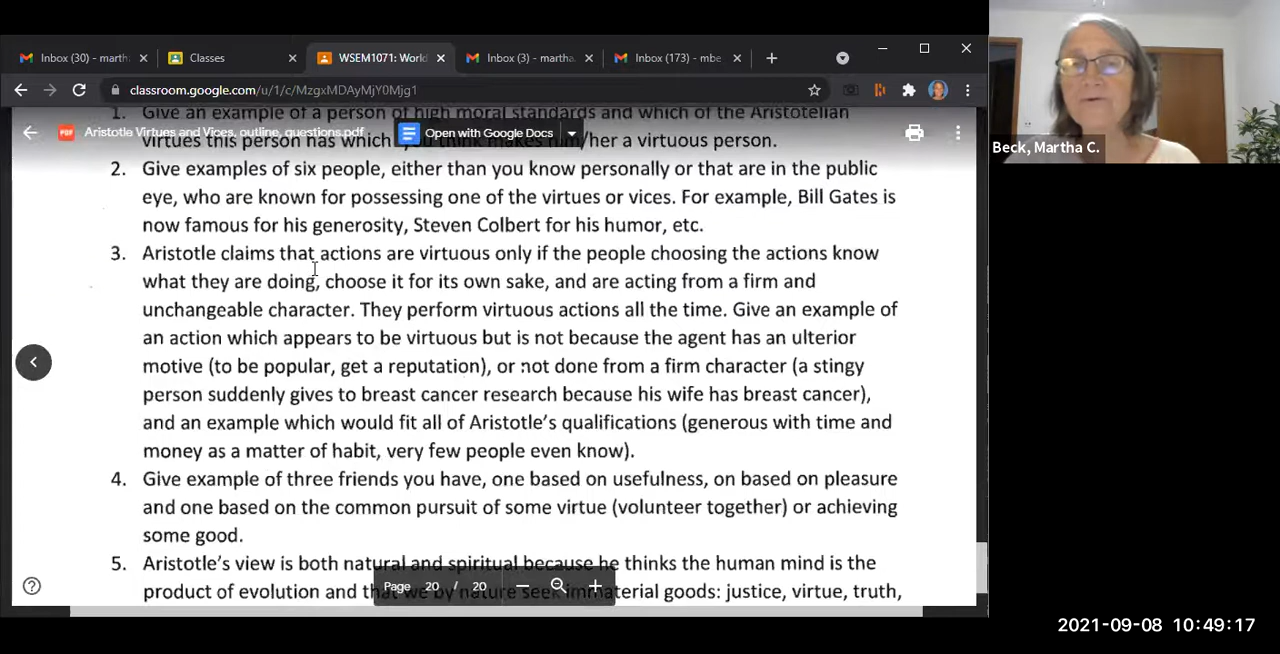 Inbox (30) - marth
Classes
WSEM1071: World
Inbox (3) - martha.
Inbox (173) - mbe
classroom.google.com/u/1/c/MzgxMDAyMjY0Mjg1
1. Give an example of a person of high moral standards and which of the Aristotelian
Aristotle Virtues and Vices, outline, questions.pdf
Open with Google Docs
virtues this person has which you think makes him/her a virtuous person.
Beck, Martha C.
2. Give examples of six people, either than you know personally or that are in the public
eye, who are known for possessing one of the virtues or vices. For example, Bill Gates is
now famous for his generosity, Steven Colbert for his humor, etc.
3. Aristotle claims that actions are virtuous only if the people choosing the actions know
what they are doing, choose it for its own sake, and are acting from a firm and
unchangeable character. They perform virtuous actions all the time. Give an example of
an action which appears to be virtuous but is not because the agent has an ulterior
motive (to be popular, get a reputation), or not done from a firm character (a stingy
person suddenly gives to breast cancer research because his wife has breast cancer),
and an example which would fit all of Aristotle's qualifications (generous with time and
money as a matter of habit, very few people even know).
4. Give example of three friends you have, one based on usefulness, on based on pleasure
and one based on the common pursuit of some virtue (volunteer together) or achieving
some good.
5. Aristotle's view is both natural and spiritual because he thinks the human mind is the
product of evolution and that we by nature seek immaterial goods: justice, virtue, truth,
Page 20 / 20
2021-09-08 10:49:17